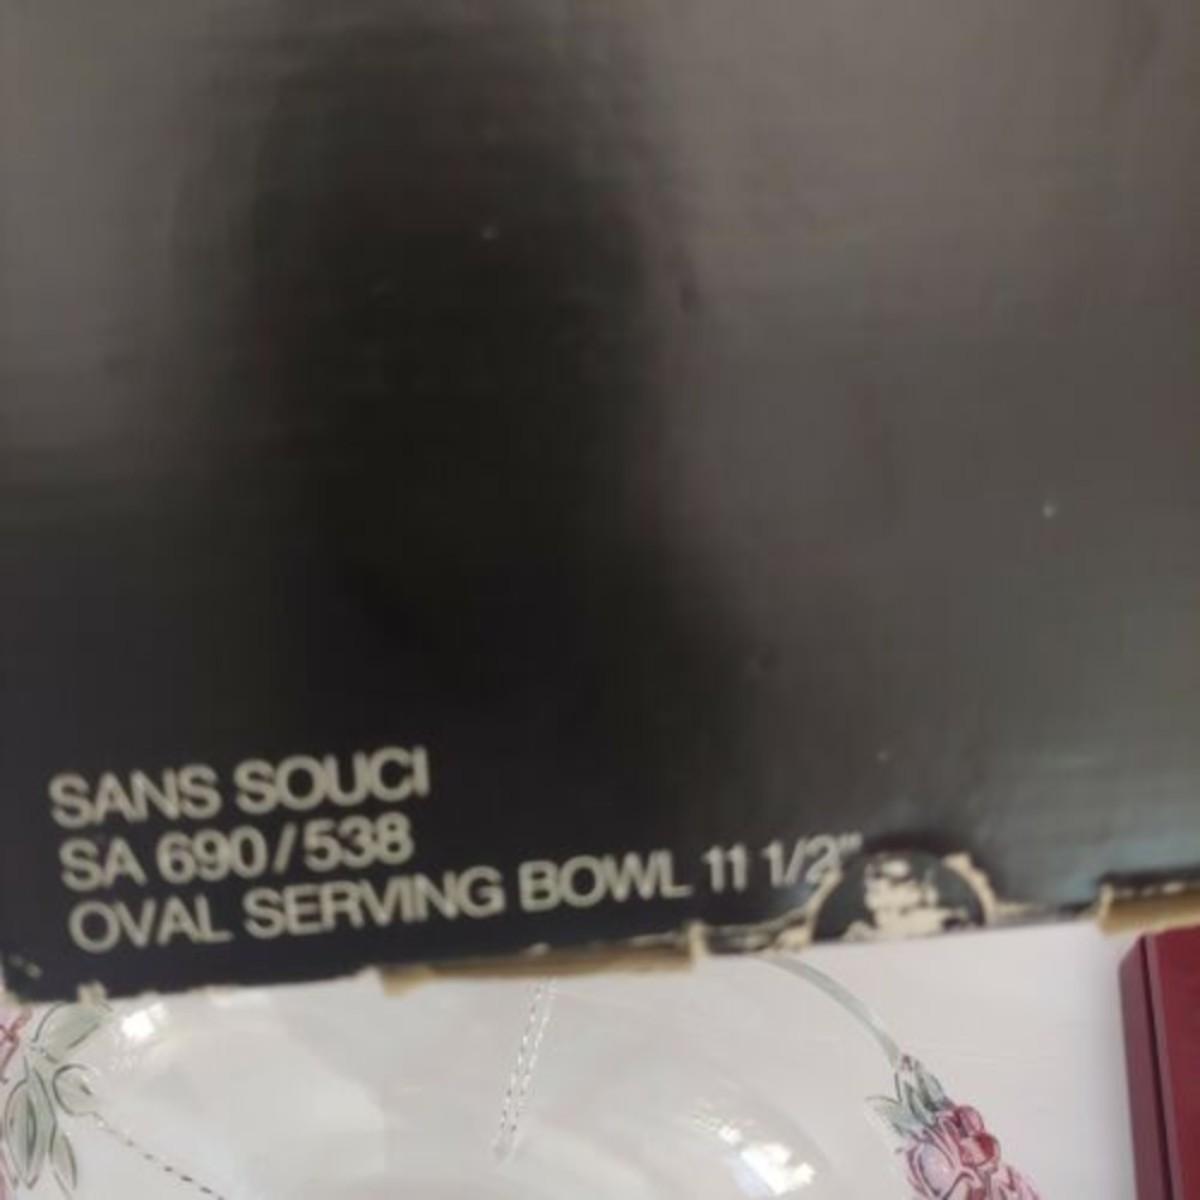 SANS SOUCI
SA 690/538
OVAL SERVING BOWL 11 1/2"